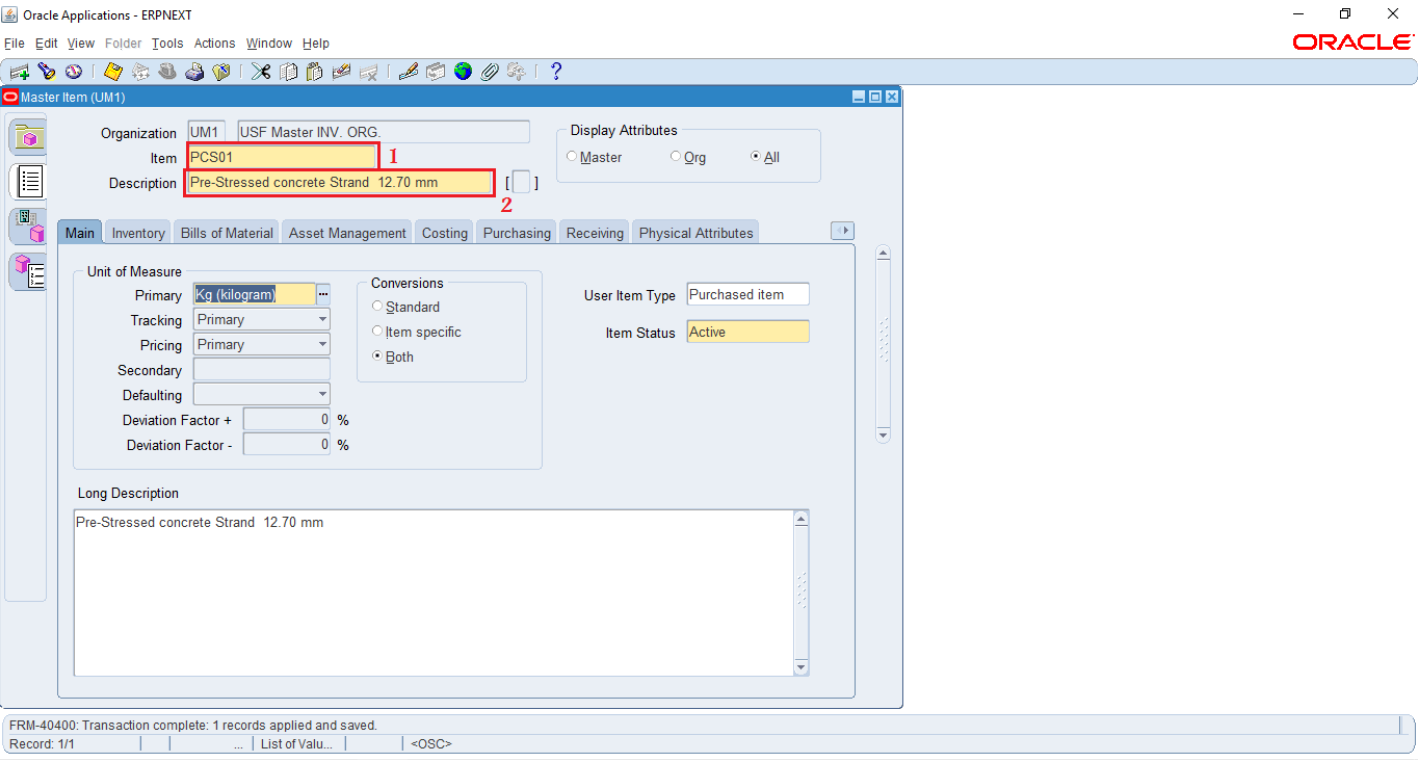 Oracle Applications - ERPNEXT
File Edit View Folder Tools Actions Window Help
ORACLE
Master Item (UM1)
Organization UM1 USF Master INV. ORG.
Item PCS01 1
Description Pre-Stressed concrete Strand 12.70 mm [ ] 2
Display Attributes
Master Org All
Main Inventory Bills of Material Asset Management Costing Purchasing Receiving Physical Attributes
Unit of Measure
Primary Kg (kilogram) ...
Tracking Primary
Pricing Primary
Secondary
Defaulting
Deviation Factor + 0 %
Deviation Factor - 0 %
Conversions
Standard
Item specific
Both
User Item Type Purchased item
Item Status Active
Long Description
Pre-Stressed concrete Strand 12.70 mm
FRM-40400: Transaction complete: 1 records applied and saved.
Record: 1/1 ... List of Valu... <OSC>